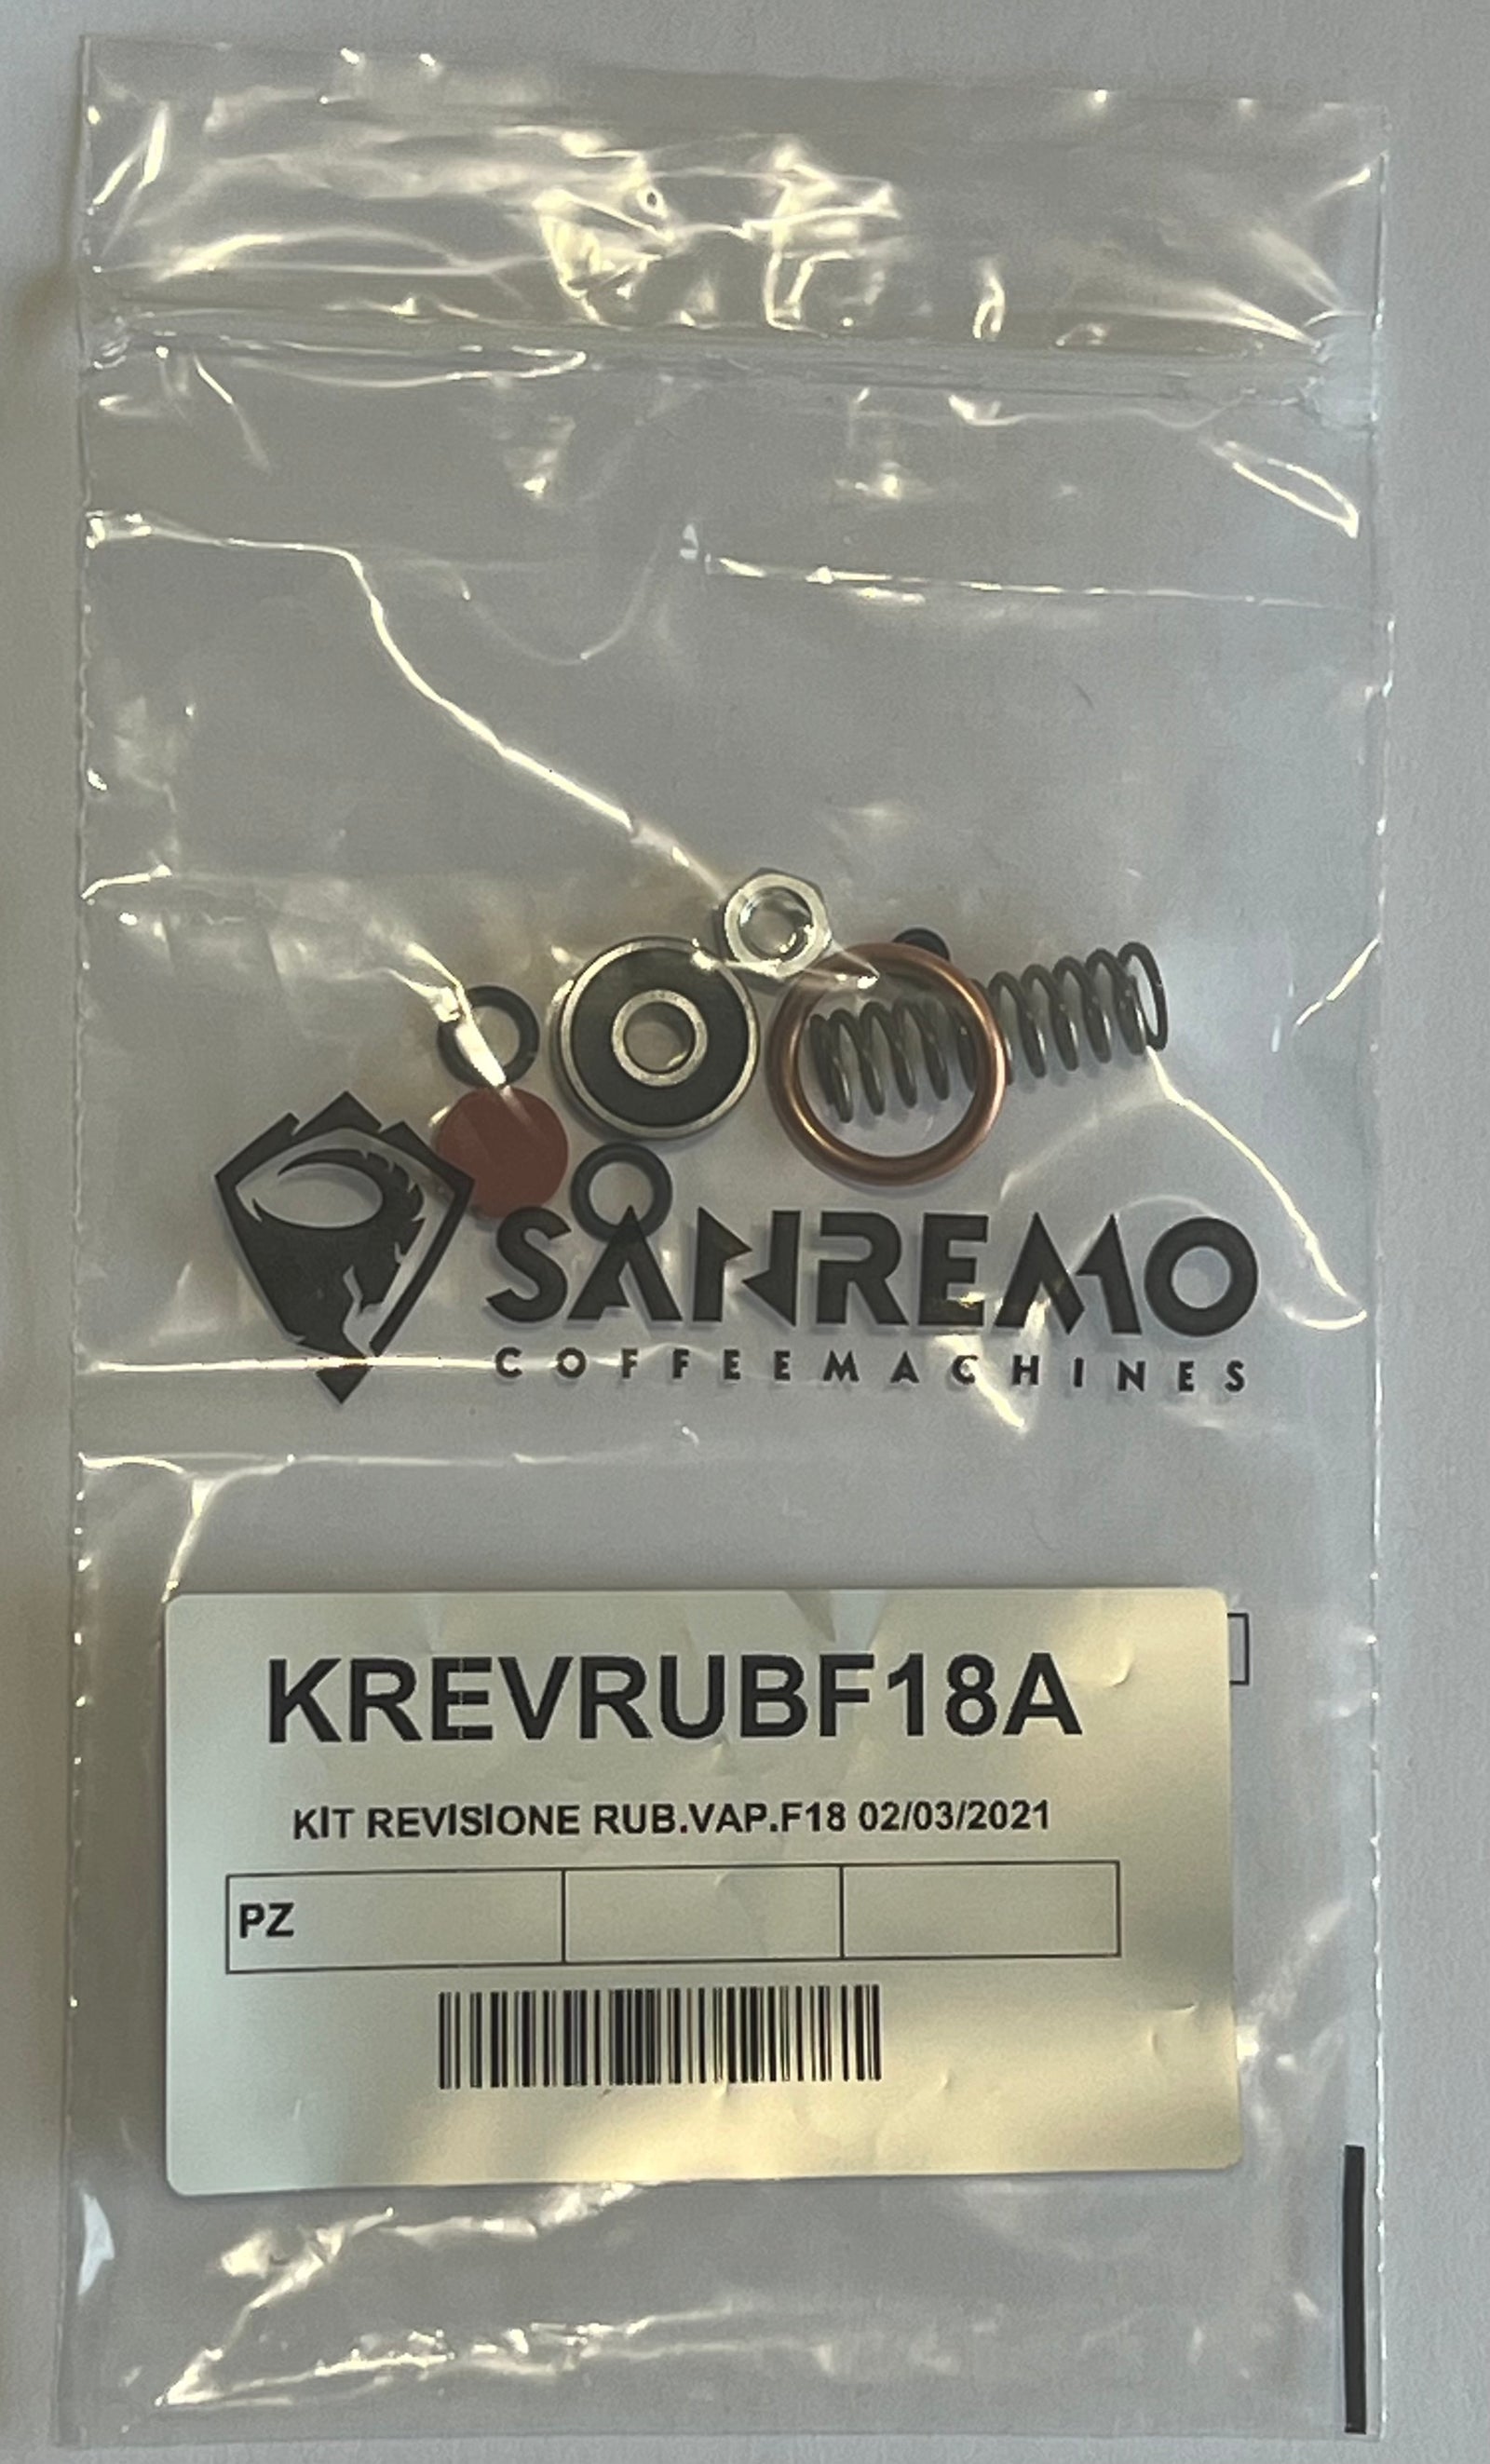 SANREMO
COFFEEMACHINES
KREVRUBF18A
KIT REVISIONE RUB.VAP.F18 02/03/2021
PZ